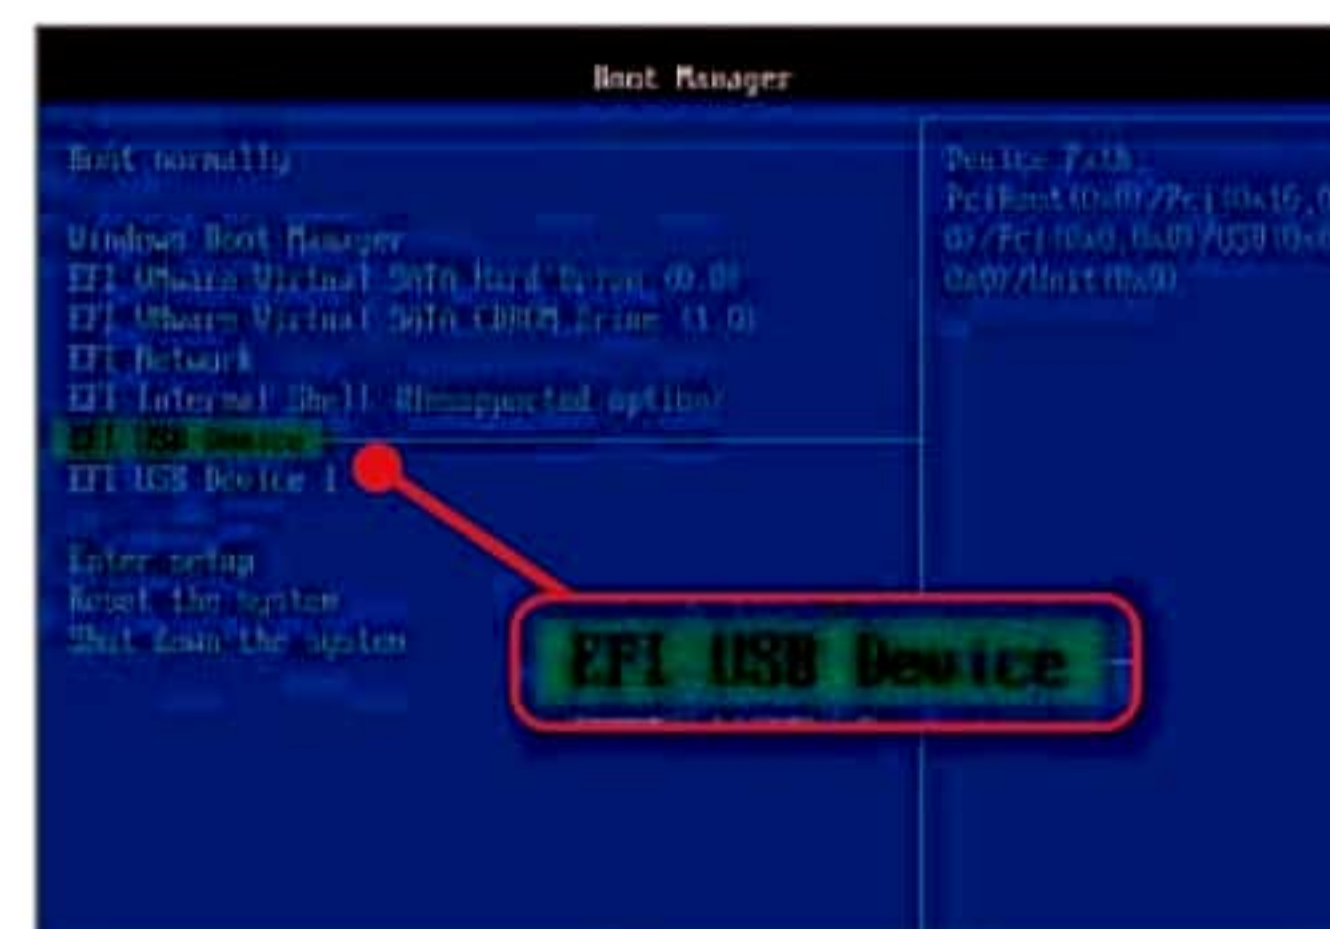 Boot Manager
Boot normally
Windows Boot Manager
EFI VMware Virtual SATA Hard Drive (0.0)
EFI VMware Virtual SATA CDROM Drive (1.0)
EFI Network
EFI Internal Shell (Unsupported option)
EFI USB Device
EFI USB Device 1
Enter setup
Reset the system
Shut down the system
Device Path
EFI USB Device